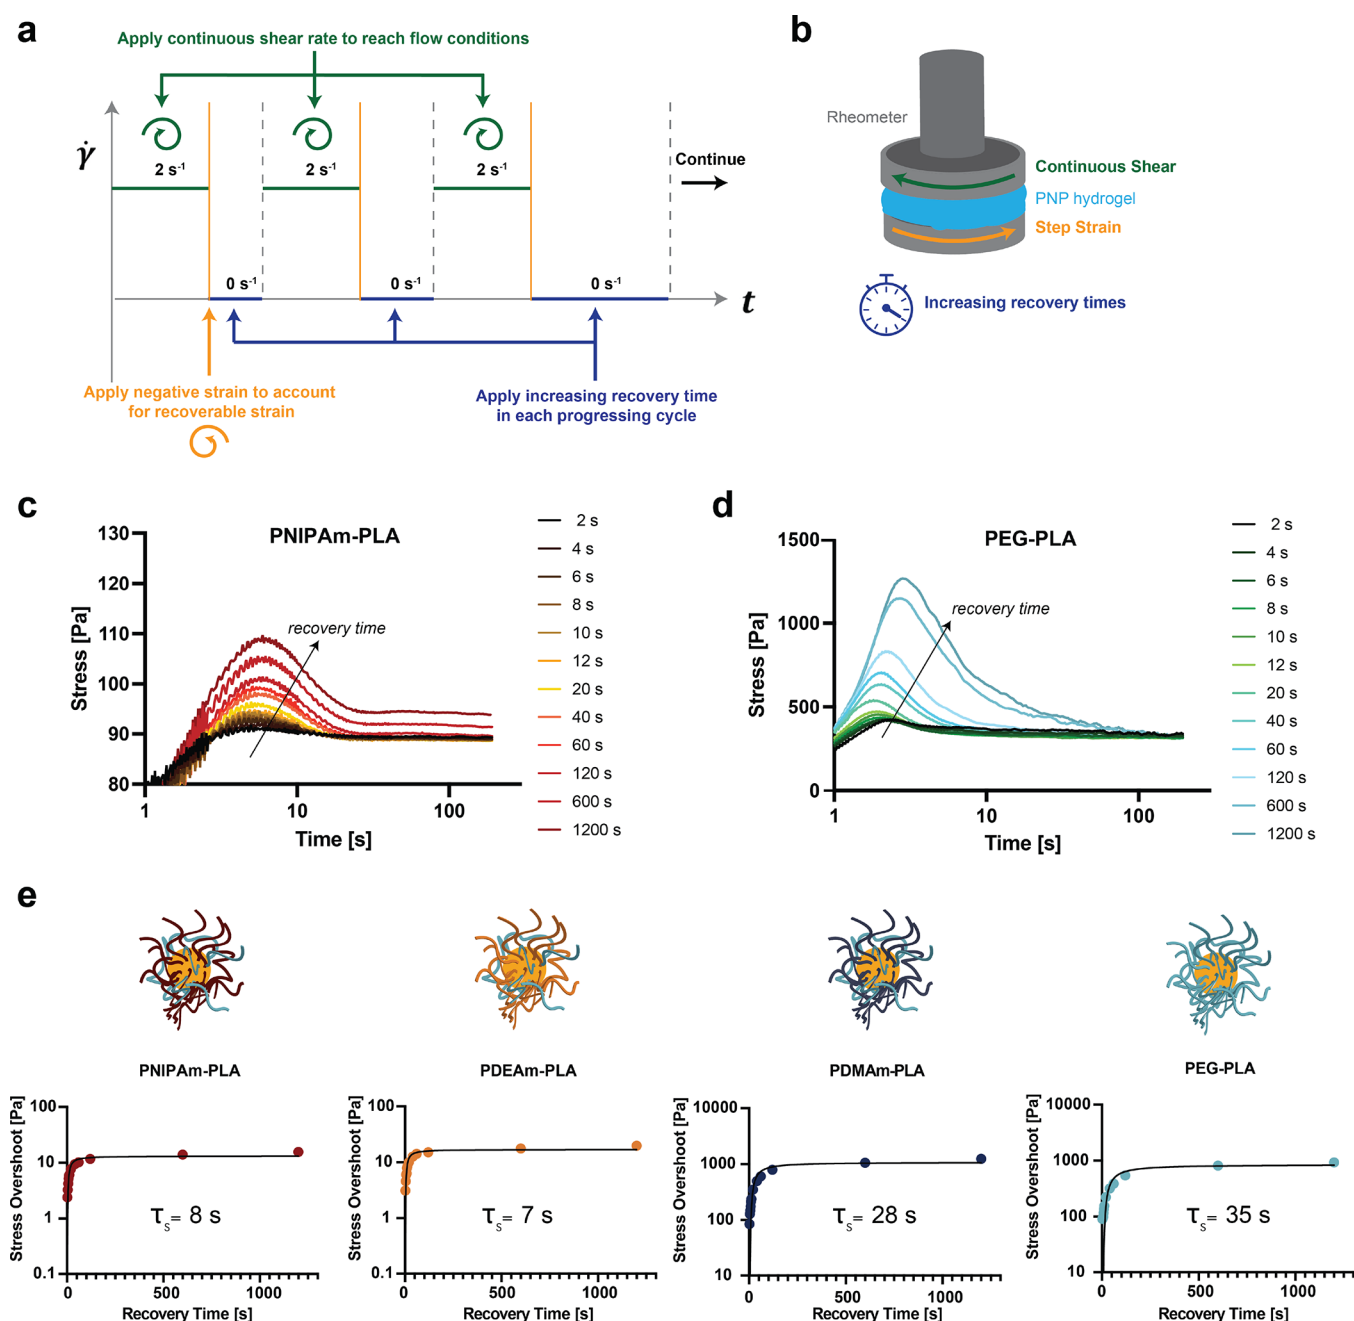 a
Apply continuous shear rate to reach flow conditions
γ̇
2 s⁻¹
2 s⁻¹
2 s⁻¹
Continue
0 s⁻¹
0 s⁻¹
0 s⁻¹
t
Apply negative strain to account
for recoverable strain
Apply increasing recovery time
in each progressing cycle
b
Rheometer
Continuous Shear
PNP hydrogel
Step Strain
Increasing recovery times
c
PNIPAm-PLA
Stress [Pa]
130
120
110
100
90
80
recovery time
1
10
100
Time [s]
2 s
4 s
6 s
8 s
10 s
12 s
20 s
40 s
60 s
120 s
600 s
1200 s
d
PEG-PLA
Stress [Pa]
1500
1000
500
0
recovery time
1
10
100
Time [s]
2 s
4 s
6 s
8 s
10 s
12 s
20 s
40 s
60 s
120 s
600 s
1200 s
e
PNIPAm-PLA
Stress Overshoot [Pa]
100
10
1
0.1
τs= 8 s
0
500
1000
Recovery Time [s]
PDEAm-PLA
Stress Overshoot [Pa]
100
10
1
0.1
τs= 7 s
0
500
1000
Recovery Time [s]
PDMAm-PLA
Stress Overshoot [Pa]
10000
1000
100
10
τs= 28 s
0
500
1000
Recovery Time [s]
PEG-PLA
Stress Overshoot [Pa]
10000
1000
100
10
τs= 35 s
0
500
1000
Recovery Time [s]